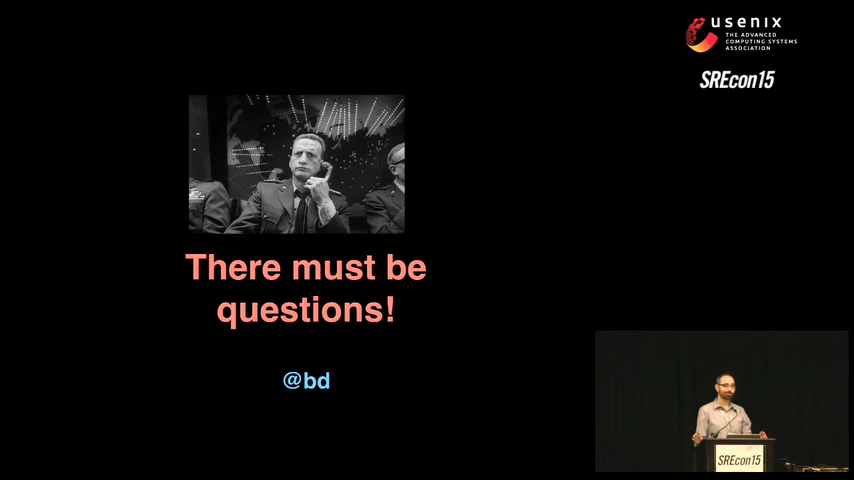 usenix
THE ADVANCED
COMPUTING SYSTEMS
ASSOCIATION
SREcon15
There must be
questions!
@bd
SREcon15